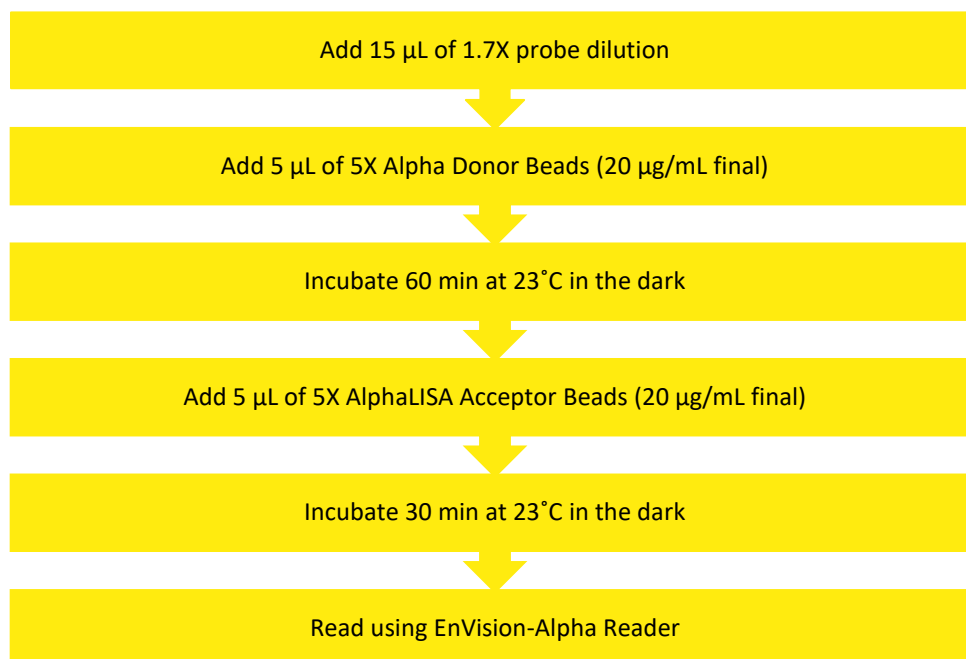 Add 15 µL of 1.7X probe dilution
Add 5 µL of 5X Alpha Donor Beads (20 µg/mL final)
Incubate 60 min at 23˚C in the dark
Add 5 µL of 5X AlphaLISA Acceptor Beads (20 µg/mL final)
Incubate 30 min at 23˚C in the dark
Read using EnVision-Alpha Reader